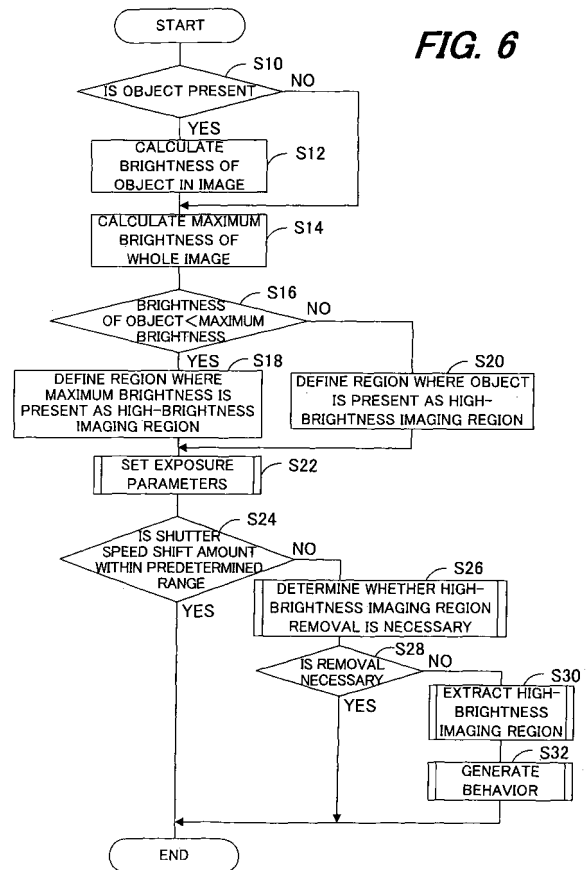 START
FIG. 6
S10
IS OBJECT PRESENT
NO
YES
CALCULATE
BRIGHTNESS OF
OBJECT IN IMAGE
S12
CALCULATE MAXIMUM
BRIGHTNESS OF
WHOLE IMAGE
S14
S16
BRIGHTNESS
OF OBJECT<MAXIMUM
BRIGHTNESS
NO
YES
S18
DEFINE REGION WHERE
MAXIMUM BRIGHTNESS IS
PRESENT AS HIGH-BRIGHTNESS
IMAGING REGION
S20
DEFINE REGION WHERE OBJECT
IS PRESENT AS HIGH-
BRIGHTNESS IMAGING REGION
SET EXPOSURE
PARAMETERS
S22
S24
IS SHUTTER
SPEED SHIFT AMOUNT
WITHIN PREDETERMINED
RANGE
NO
YES
S26
DETERMINE WHETHER HIGH-
BRIGHTNESS IMAGING REGION
REMOVAL IS NECESSARY
S28
IS REMOVAL
NECESSARY
NO
YES
S30
EXTRACT HIGH-
BRIGHTNESS
IMAGING REGION
S32
GENERATE
BEHAVIOR
END